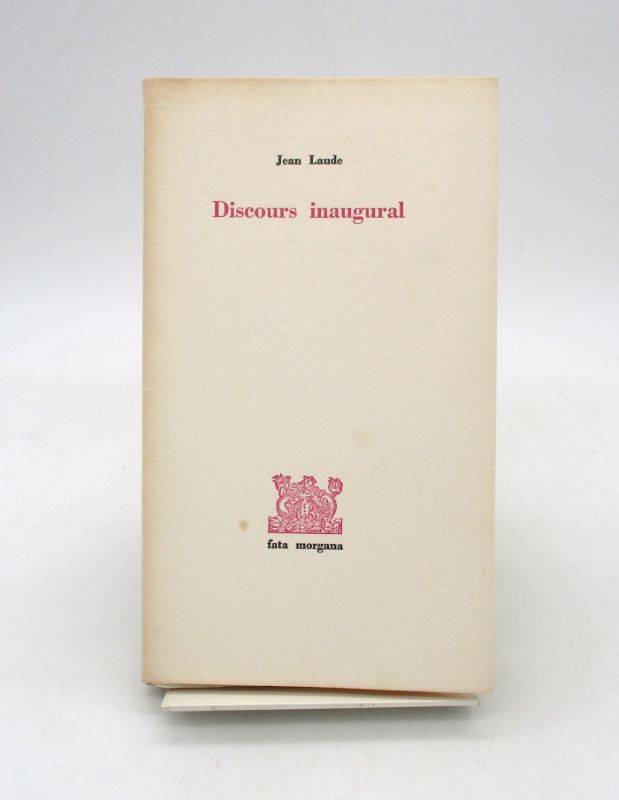 Jean Laude
Discours inaugural
fata morgana